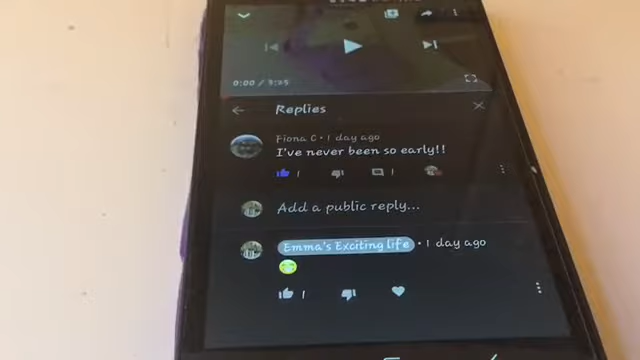 0:00 / 3:25
Replies
Fiona C • 1 day ago
I've never been so early!!
1
1
Add a public reply...
Emma's Exciting life • 1 day ago
1